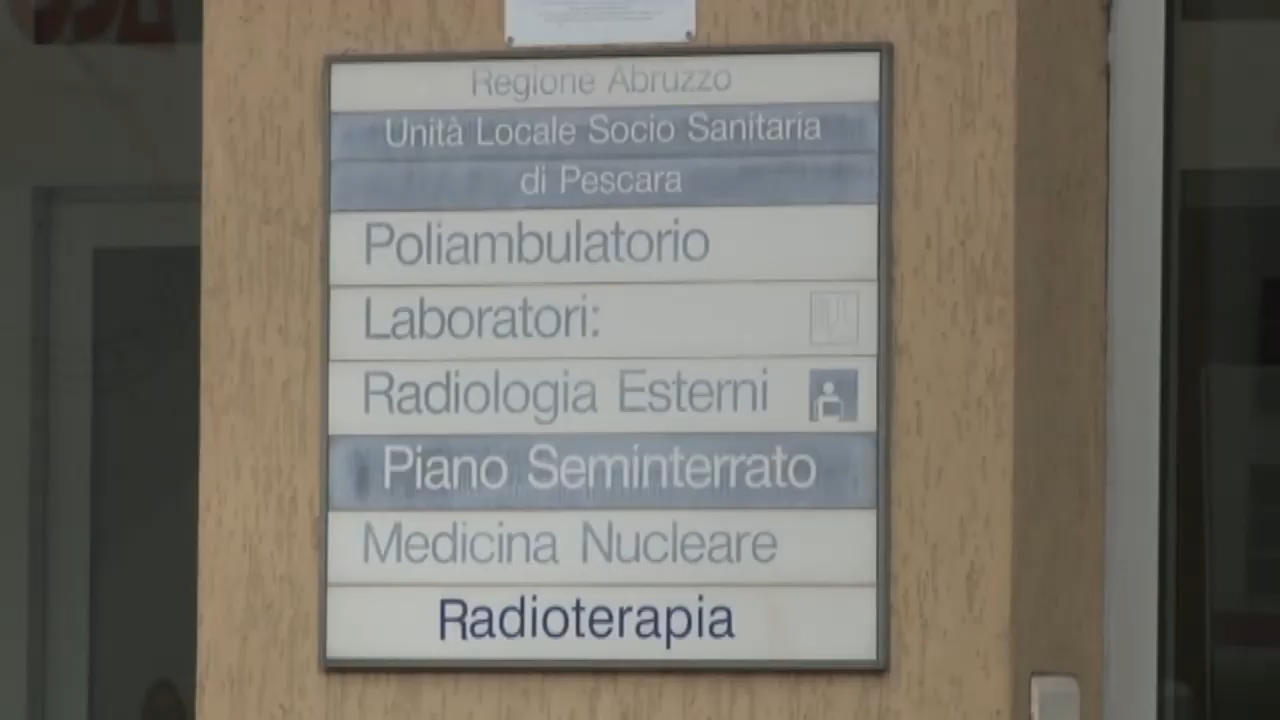 Regione Abruzzo
Unità Locale Socio Sanitaria
di Pescara
Poliambulatorio
Laboratori:
Radiologia Esterni
Piano Seminterrato
Medicina Nucleare
Radioterapia